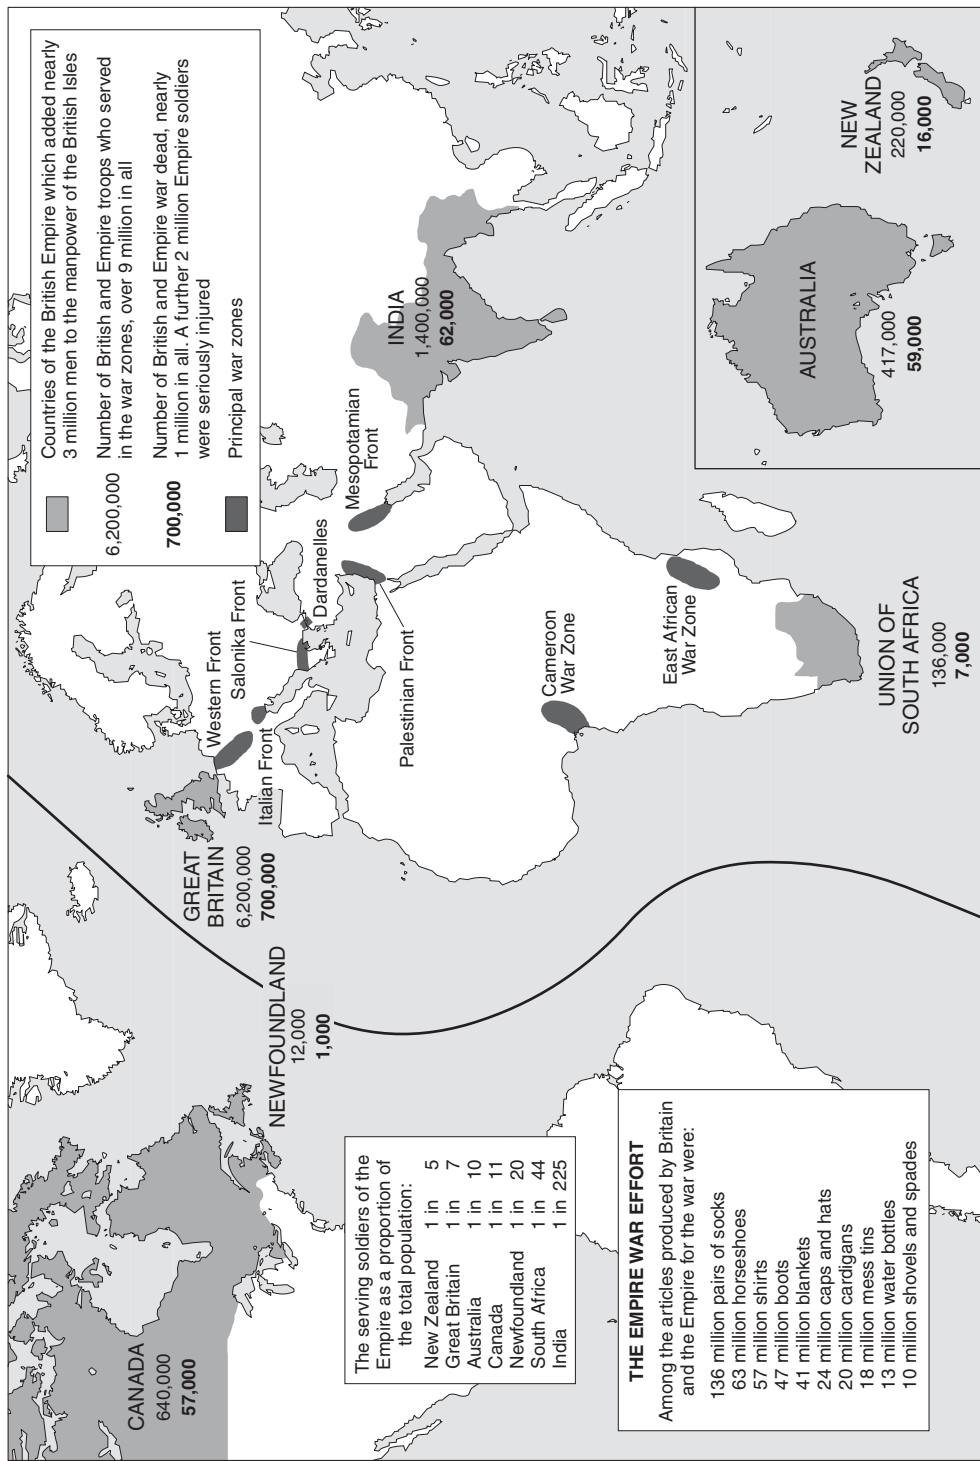 Countries of the British Empire which added nearly
3 million men to the manpower of the British Isles
6,200,000
Number of British and Empire troops who served
in the war zones, over 9 million in all
700,000
Number of British and Empire war dead, nearly
1 million in all. A further 2 million Empire soldiers
were seriously injured
Principal war zones
CANADA
640,000
57,000
NEWFOUNDLAND
12,000
1,000
GREAT
BRITAIN
6,200,000
700,000
Western Front
Salonika Front
Italian Front
Dardanelles
Mesopotamian
Front
Palestinian Front
Cameroon
War Zone
East African
War Zone
INDIA
1,400,000
62,000
UNION OF
SOUTH AFRICA
136,000
7,000
AUSTRALIA
417,000
59,000
NEW
ZEALAND
220,000
16,000
The serving soldiers of the
Empire as a proportion of
the total population:
New Zealand 1 in 5
Great Britain 1 in 7
Australia 1 in 10
Canada 1 in 11
Newfoundland 1 in 20
South Africa 1 in 44
India 1 in 225
THE EMPIRE WAR EFFORT
Among the articles produced by Britain
and the Empire for the war were:
136 million pairs of socks
63 million horseshoes
57 million shirts
47 million boots
41 million blankets
24 million caps and hats
20 million cardigans
18 million mess tins
13 million water bottles
10 million shovels and spades